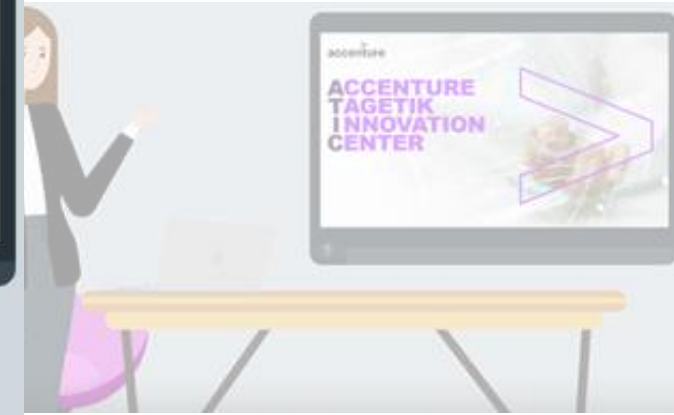 accenture
ACCENTURE
TAGETIK
INNOVATION
CENTER